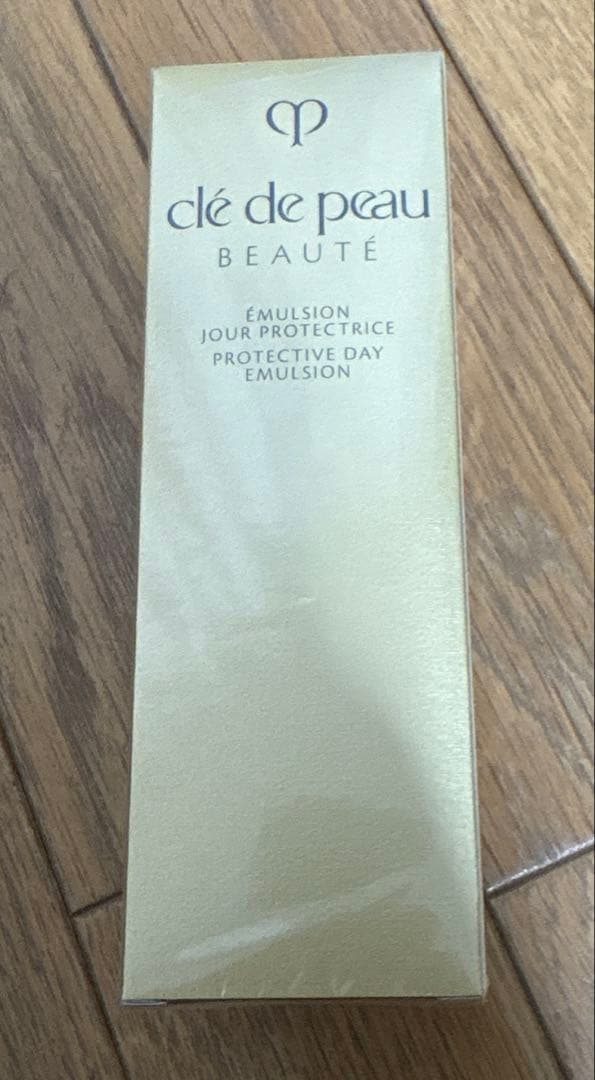 clé de peau
BEAUTÉ
ÉMULSION
JOUR PROTECTRICE
PROTECTIVE DAY
EMULSION